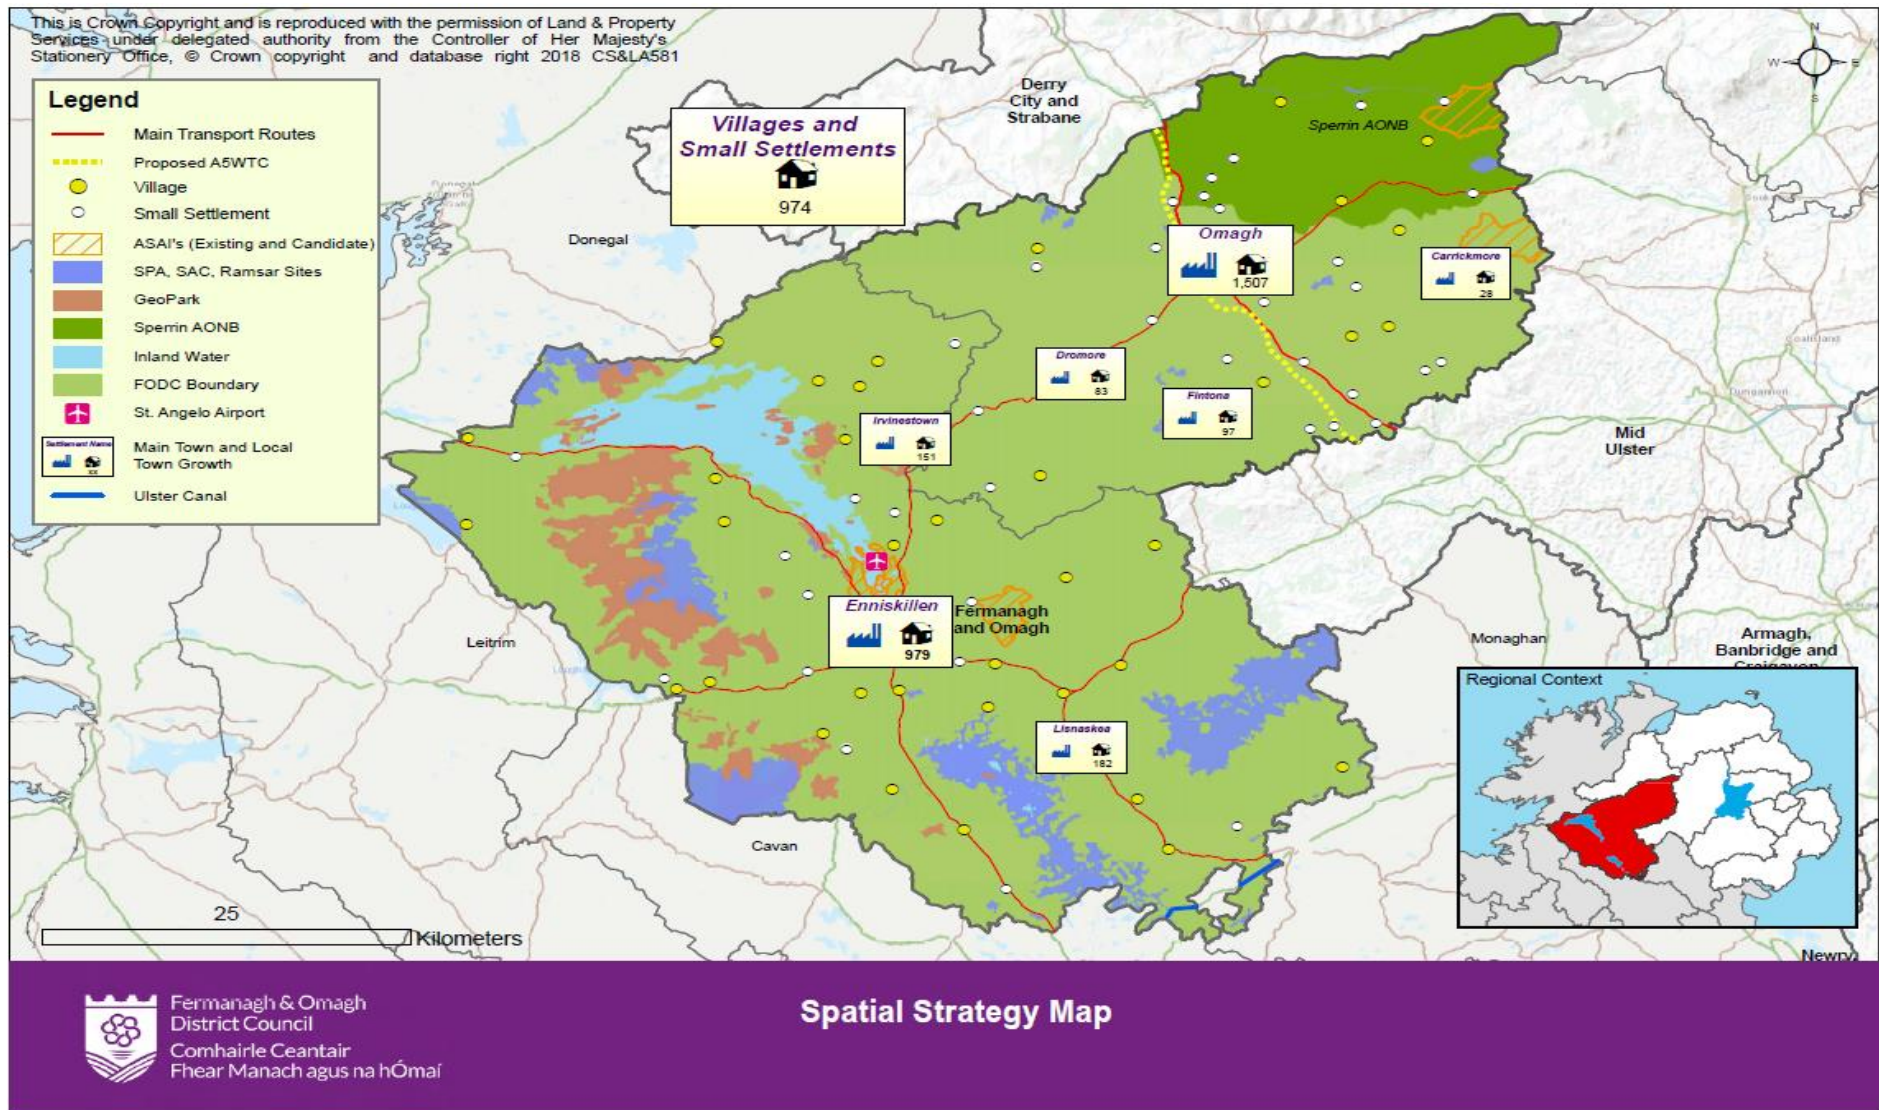 This is Crown Copyright and is reproduced with the permission of Land & Property
Services under delegated authority from the Controller of Her Majesty's
Stationery Office, © Crown copyright and database right 2018 CS&LA581
Legend
Main Transport Routes
Proposed A5WTC
Village
Small Settlement
ASAI's (Existing and Candidate)
SPA, SAC, Ramsar Sites
GeoPark
Sperrin AONB
Inland Water
FODC Boundary
St. Angelo Airport
Settlement Name
xx
Main Town and Local
Town Growth
Ulster Canal
Villages and
Small Settlements
974
Derry
City and
Strabane
N
W
E
S
Sperrin AONB
Donegal
Omagh
1,507
Carrickmore
28
Dromore
83
Fintona
97
Irvinestown
151
Coalisland
Dungannon
Mid
Ulster
Enniskillen
979
Fermanagh
and Omagh
Leitrim
Monaghan
Armagh,
Banbridge and
Craigavon
Lisnaskea
182
Cavan
Regional Context
25
Kilometers
Newry,
Fermanagh & Omagh
District Council
Comhairle Ceantair
Fhear Manach agus na hÓmaí
Spatial Strategy Map